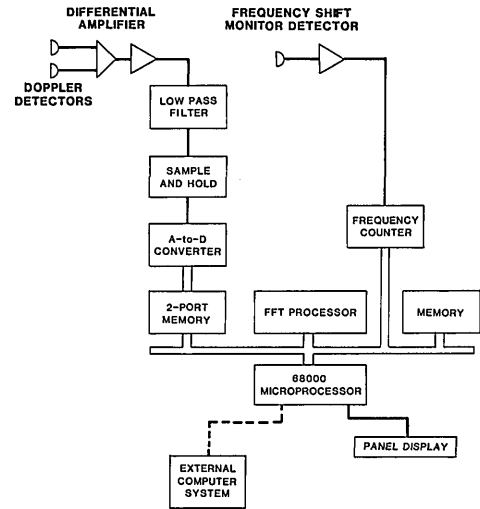 DIFFERENTIAL
AMPLIFIER
FREQUENCY SHIFT
MONITOR DETECTOR
DOPPLER
DETECTORS
LOW PASS
FILTER
SAMPLE
AND HOLD
FREQUENCY
COUNTER
A-to-D
CONVERTER
2-PORT
MEMORY
FFT PROCESSOR
MEMORY
68000
MICROPROCESSOR
PANEL DISPLAY
EXTERNAL
COMPUTER
SYSTEM